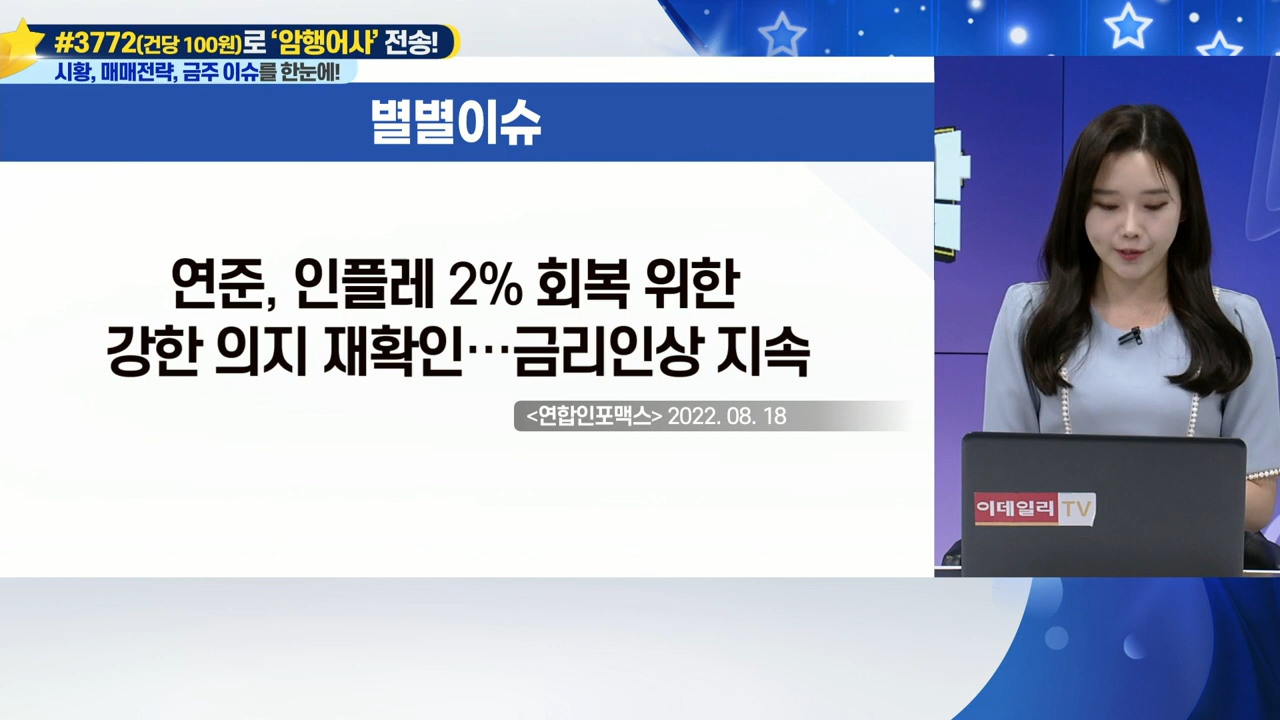 #3772(건당 100원)로 ‘암행어사’ 전송!
시황, 매매전략, 금주 이슈를 한눈에!
별별이슈
연준, 인플레 2% 회복 위한
강한 의지 재확인…금리인상 지속
<연합인포맥스> 2022. 08. 18
이데일리 TV